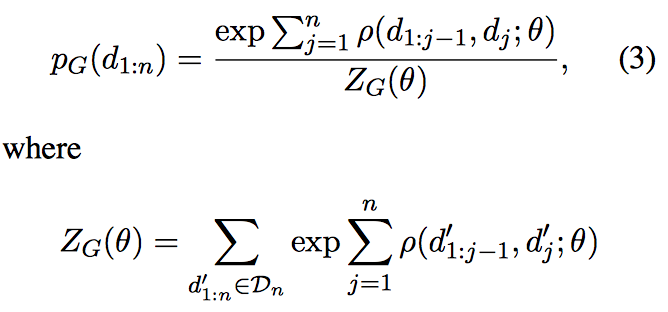 p_G(d_{1:n}) = \frac{\exp \sum_{j=1}^{n} \rho(d_{1:j-1}, d_j; \theta)}{Z_G(\theta)}, (3)
where
Z_G(\theta) = \sum_{d'_{1:n} \in \mathcal{D}_n} \exp \sum_{j=1}^{n} \rho(d'_{1:j-1}, d'_j; \theta)